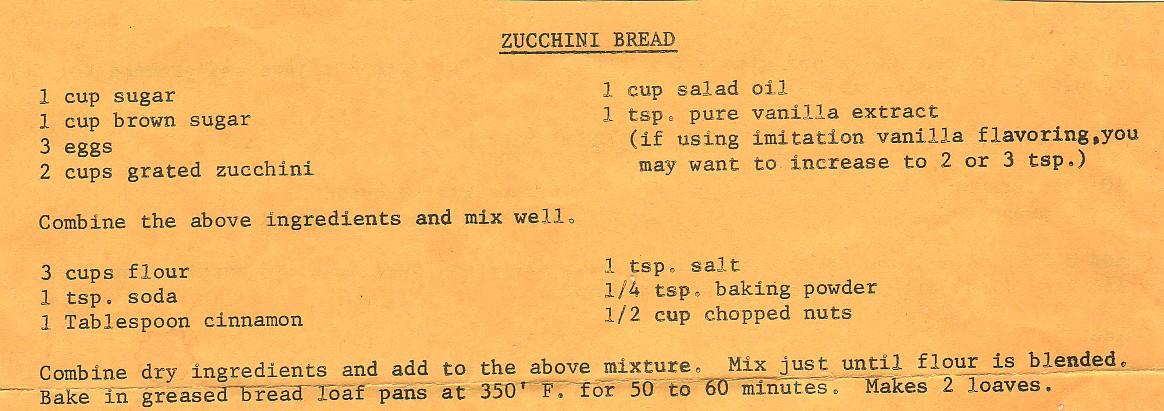 ZUCCHINI BREAD
1 cup sugar
1 cup brown sugar
3 eggs
2 cups grated zucchini
1 cup salad oil
1 tsp. pure vanilla extract
(if using imitation vanilla flavoring,you
may want to increase to 2 or 3 tsp.)
Combine the above ingredients and mix well.
3 cups flour
1 tsp. soda
1 Tablespoon cinnamon
1 tsp. salt
1/4 tsp. baking powder
1/2 cup chopped nuts
Combine dry ingredients and add to the above mixture. Mix just until flour is blended.
Bake in greased bread loaf pans at 350' F. for 50 to 60 minutes. Makes 2 loaves.